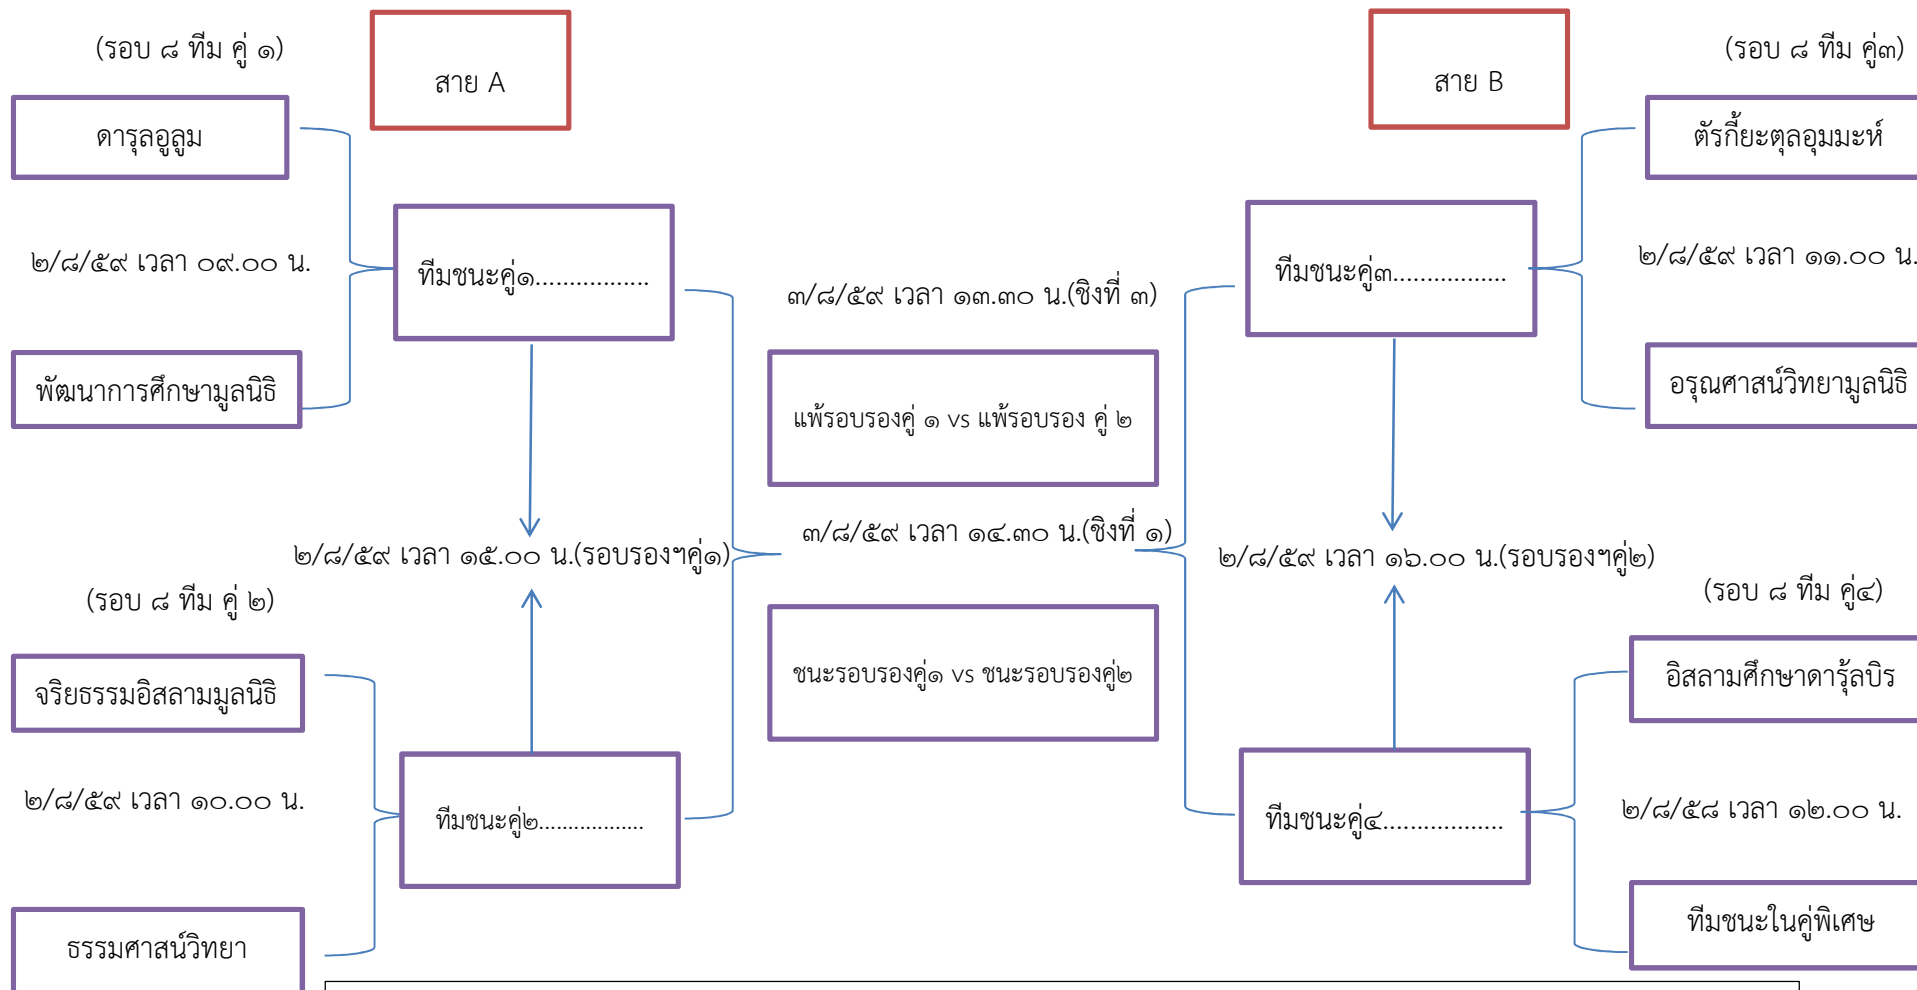 (รอบ ๘ ทีม คู่ ๑)
สาย A
สาย B
(รอบ ๘ ทีม คู่๓)
ดารุลอูลูม
ตัรกี้ยะตุลอุมมะห์
๒/๘/๕๙ เวลา ๐๙.๐๐ น.
ทีมชนะคู่๑.................
๓/๘/๕๙ เวลา ๑๓.๓๐ น.(ชิงที่ ๓)
ทีมชนะคู่๓.................
๒/๘/๕๙ เวลา ๑๑.๐๐ น.
พัฒนาการศึกษามูลนิธิ
แพ้รอบรองคู่ ๑ vs แพ้รอบรอง คู่ ๒
อรุณศาสน์วิทยามูลนิธิ
๒/๘/๕๙ เวลา ๑๕.๐๐ น.(รอบรองฯคู่๑)
๓/๘/๕๙ เวลา ๑๔.๓๐ น.(ชิงที่ ๑)
๒/๘/๕๙ เวลา ๑๖.๐๐ น.(รอบรองฯคู่๒)
(รอบ ๘ ทีม คู่ ๒)
(รอบ ๘ ทีม คู่๔)
จริยธรรมอิสลามมูลนิธิ
ชนะรอบรองคู่๑ vs ชนะรอบรองคู่๒
อิสลามศึกษาดารุ้ลบิร
๒/๘/๕๙ เวลา ๑๐.๐๐ น.
ทีมชนะคู่๒..................
ทีมชนะคู่๔..................
๒/๘/๕๘ เวลา ๑๒.๐๐ น.
ธรรมศาสน์วิทยา
ทีมชนะในคู่พิเศษ